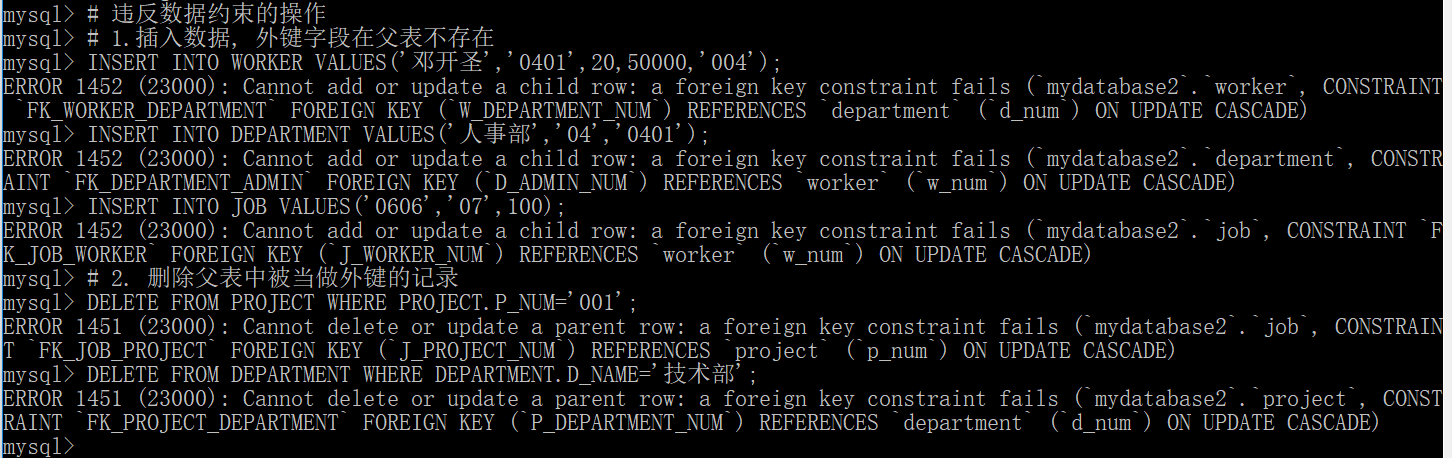 mysql> # 违反数据约束的操作
mysql> # 1.插入数据, 外键字段在父表不存在
mysql> INSERT INTO WORKER VALUES('邓开圣','0401',20,50000,'004');
ERROR 1452 (23000): Cannot add or update a child row: a foreign key constraint fails (`mydatabase2`.`worker`, CONSTRAINT
 `FK_WORKER_DEPARTMENT` FOREIGN KEY (`W_DEPARTMENT_NUM`) REFERENCES `department` (`d_num`) ON UPDATE CASCADE)
mysql> INSERT INTO DEPARTMENT VALUES('人事部','04','0401');
ERROR 1452 (23000): Cannot add or update a child row: a foreign key constraint fails (`mydatabase2`.`department`, CONSTR
AINT `FK_DEPARTMENT_ADMIN` FOREIGN KEY (`D_ADMIN_NUM`) REFERENCES `worker` (`w_num`) ON UPDATE CASCADE)
mysql> INSERT INTO JOB VALUES('0606','07',100);
ERROR 1452 (23000): Cannot add or update a child row: a foreign key constraint fails (`mydatabase2`.`job`, CONSTRAINT `F
K_JOB_WORKER` FOREIGN KEY (`J_WORKER_NUM`) REFERENCES `worker` (`w_num`) ON UPDATE CASCADE)
mysql> # 2. 删除父表中被当做外键的记录
mysql> DELETE FROM PROJECT WHERE PROJECT.P_NUM='001';
ERROR 1451 (23000): Cannot delete or update a parent row: a foreign key constraint fails (`mydatabase2`.`job`, CONSTRAIN
T `FK_JOB_PROJECT` FOREIGN KEY (`J_PROJECT_NUM`) REFERENCES `project` (`p_num`) ON UPDATE CASCADE)
mysql> DELETE FROM DEPARTMENT WHERE DEPARTMENT.D_NAME='技术部';
ERROR 1451 (23000): Cannot delete or update a parent row: a foreign key constraint fails (`mydatabase2`.`project`, CONST
RAINT `FK_PROJECT_DEPARTMENT` FOREIGN KEY (`P_DEPARTMENT_NUM`) REFERENCES `department` (`d_num`) ON UPDATE CASCADE)
mysql>